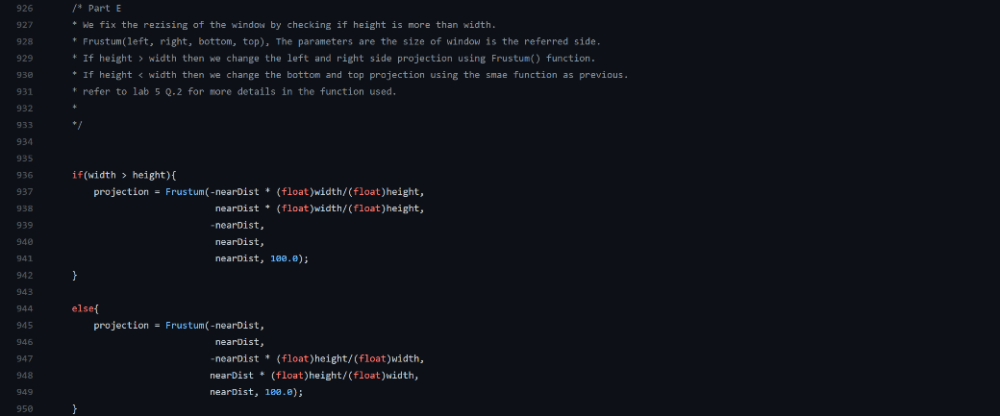 926 /* Part E
927 * We fix the rezising of the window by checking if height is more than width.
928 * Frustum(left, right, bottom, top), The parameters are the size of window is the referred side.
929 * If height > width then we change the left and right side projection using Frustum() function.
930 * If height < width then we change the bottom and top projection using the smae function as previous.
931 * refer to lab 5 Q.2 for more details in the function used.
932 *
933 */
934
935
936 if(width > height){
937 projection = Frustum(-nearDist * (float)width/(float)height,
938 nearDist * (float)width/(float)height,
939 -nearDist,
940 nearDist,
941 nearDist, 100.0);
942 }
943
944 else{
945 projection = Frustum(-nearDist,
946 nearDist,
947 -nearDist * (float)height/(float)width,
948 nearDist * (float)height/(float)width,
949 nearDist, 100.0);
950 }